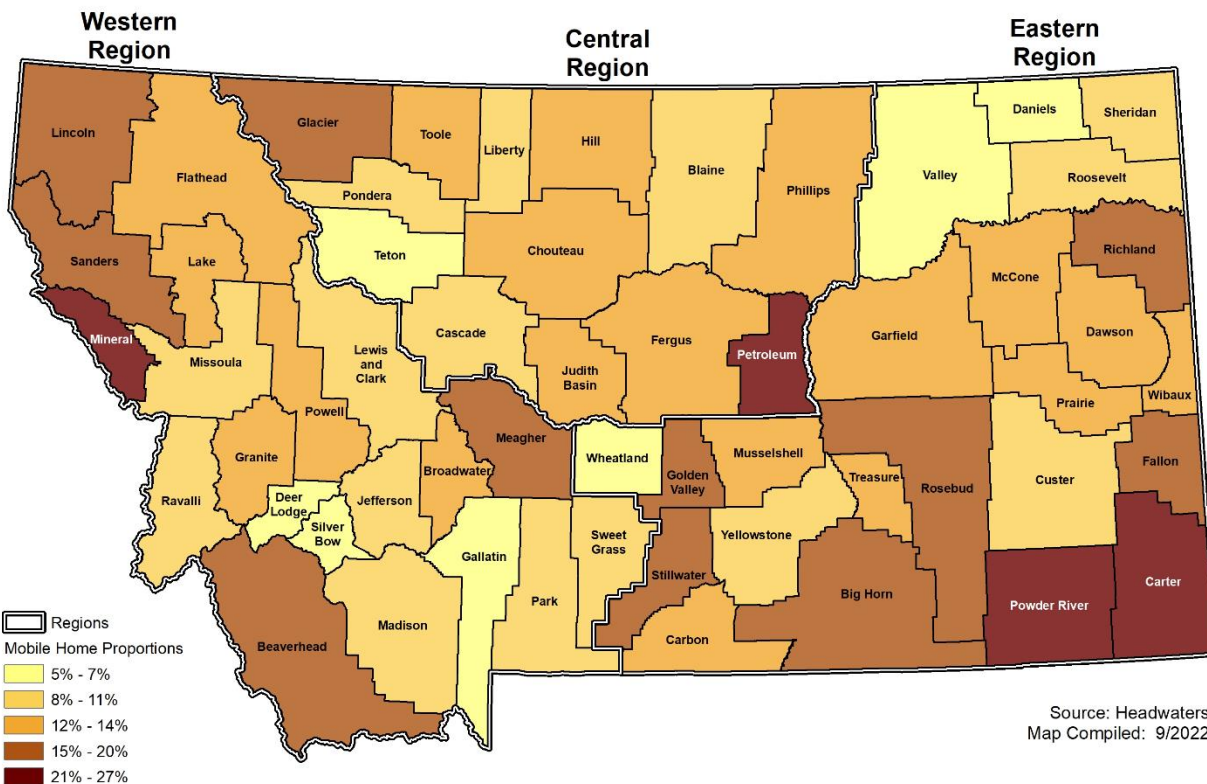 Western
Region
Central
Region
Eastern
Region
Lincoln
Flathead
Glacier
Toole
Liberty
Hill
Blaine
Phillips
Valley
Daniels
Sheridan
Roosevelt
Pondera
Teton
Chouteau
Sanders
Lake
Richland
McCone
Mineral
Missoula
Lewis
and
Clark
Cascade
Judith
Basin
Fergus
Petroleum
Garfield
Dawson
Powell
Granite
Prairie
Wibaux
Ravalli
Deer
Lodge
Silver
Bow
Jefferson
Broadwater
Meagher
Wheatland
Golden
Valley
Musselshell
Treasure
Rosebud
Custer
Fallon
Gallatin
Sweet
Grass
Yellowstone
Stillwater
Big Horn
Powder River
Carter
Beaverhead
Madison
Park
Carbon
Regions
Mobile Home Proportions
5% - 7%
8% - 11%
12% - 14%
15% - 20%
21% - 27%
Source: Headwaters
Map Compiled: 9/2022